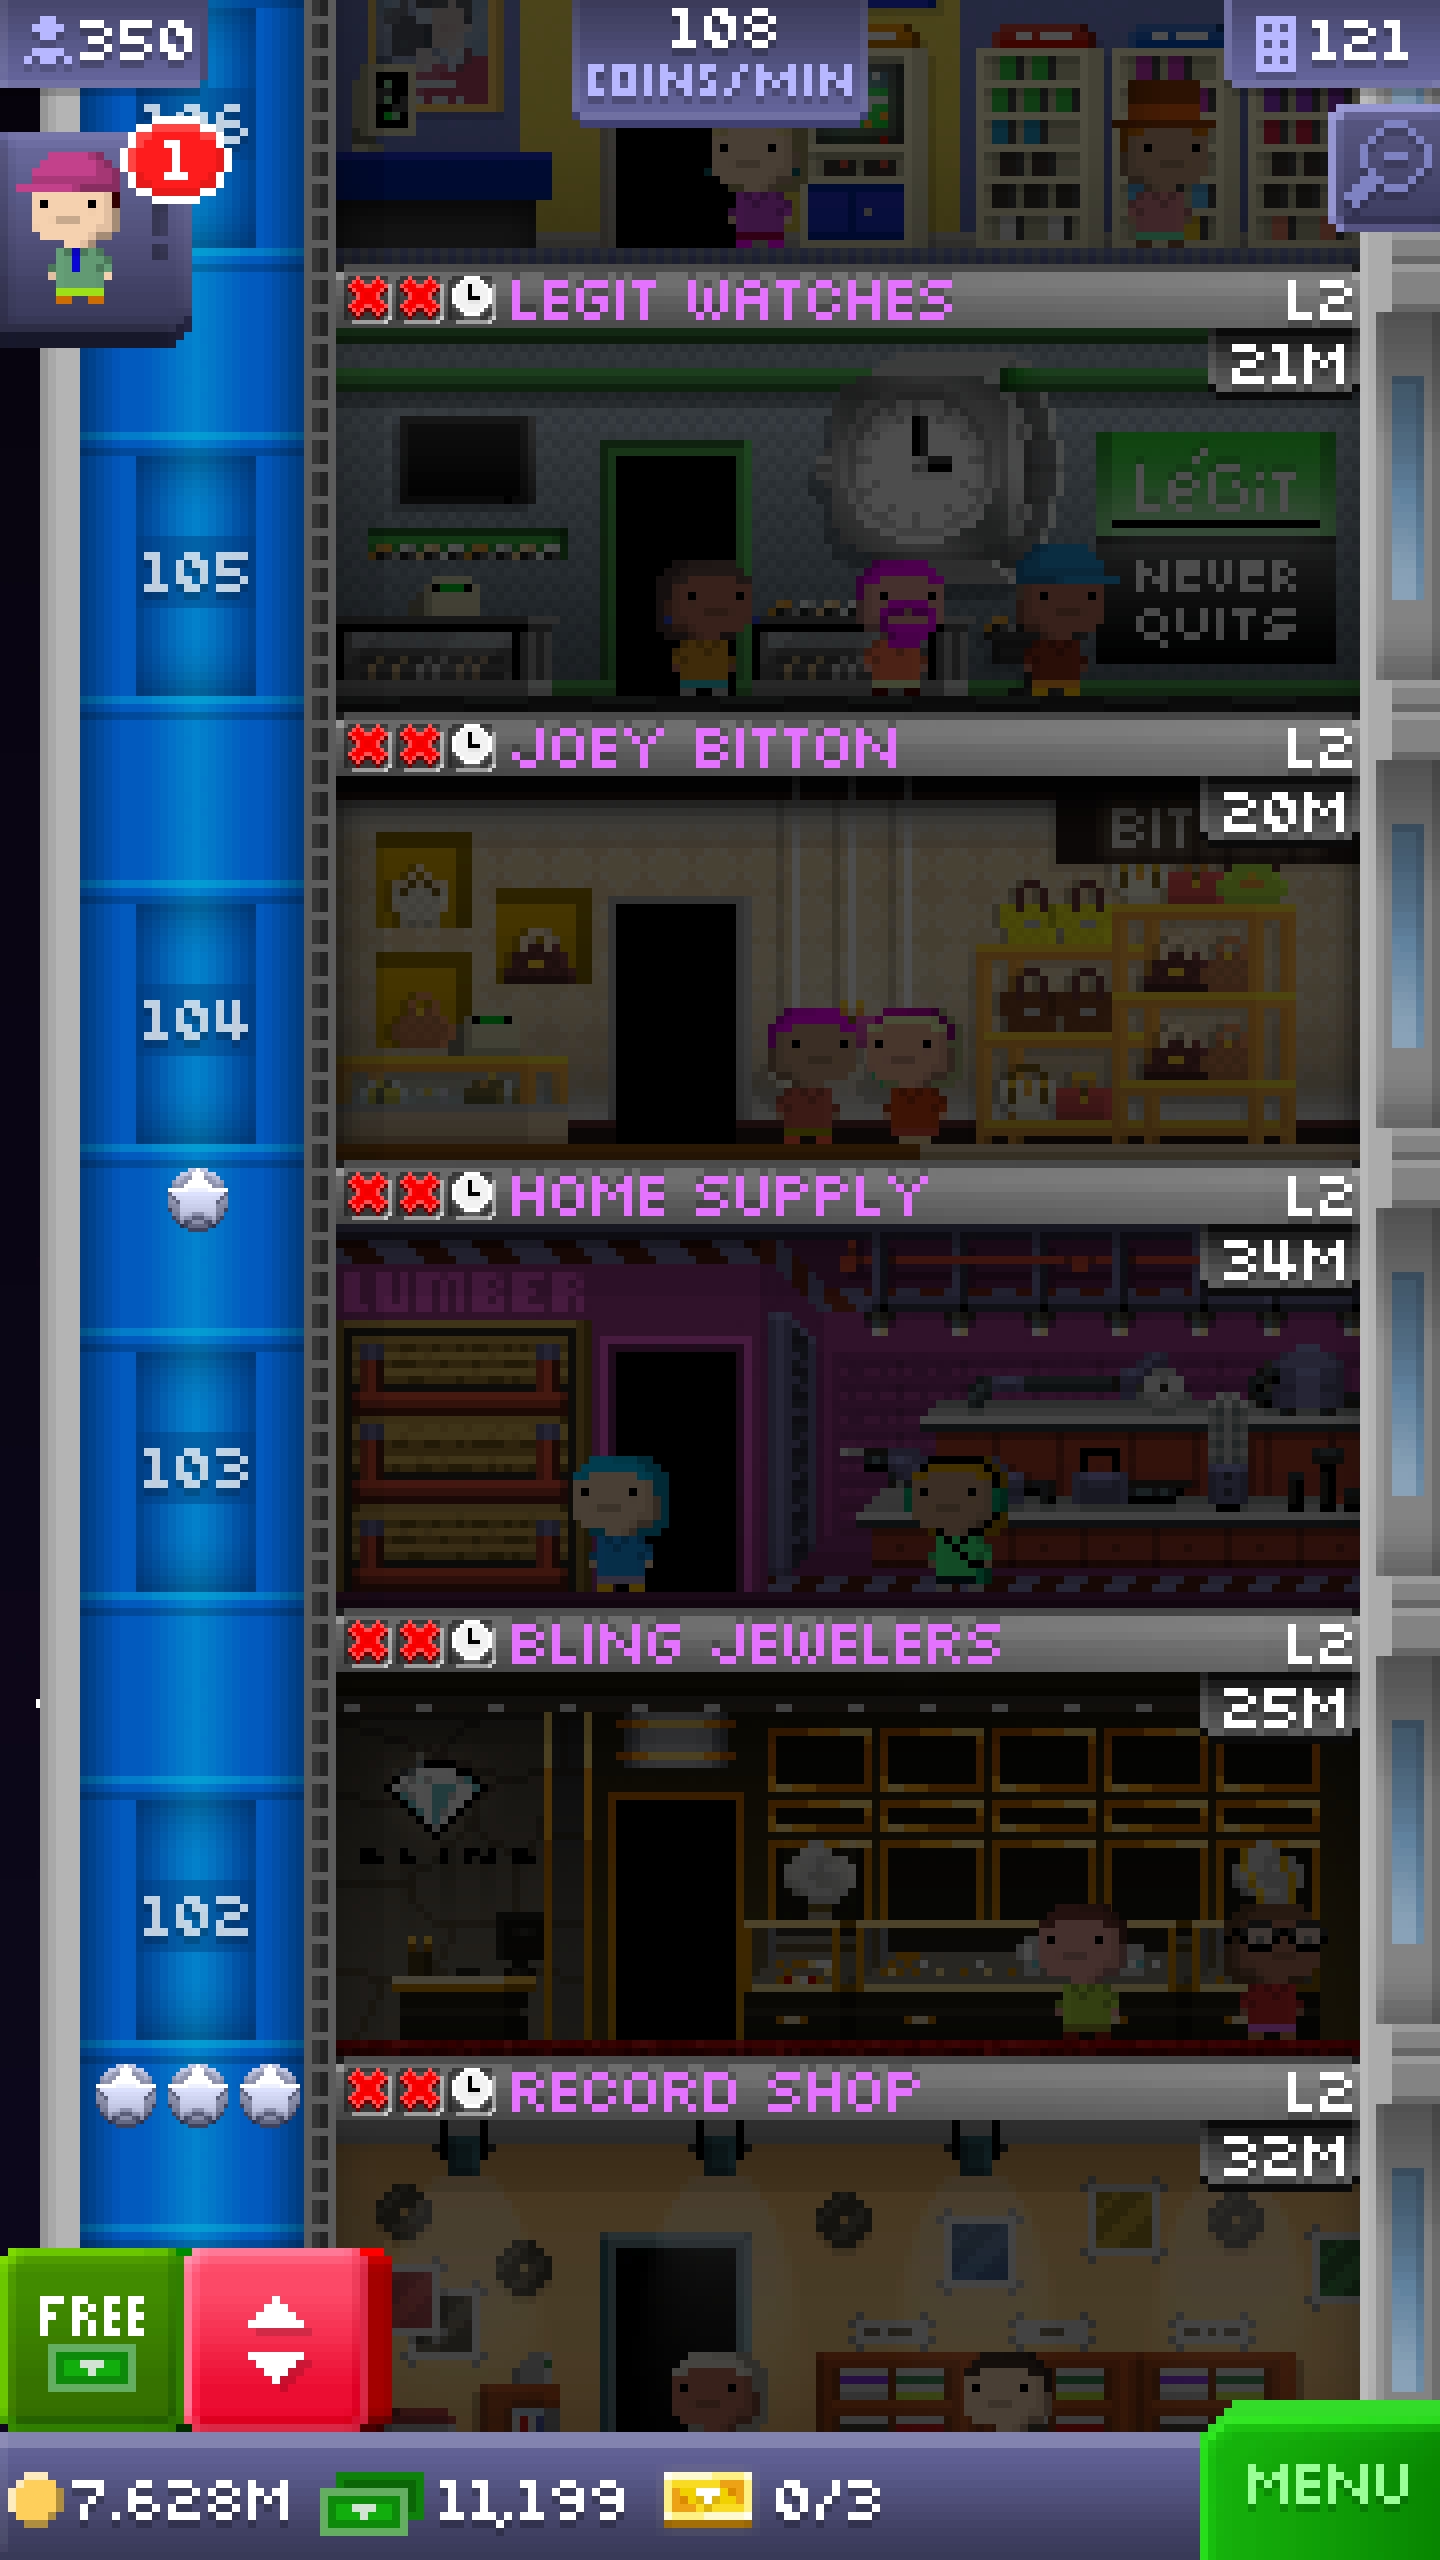 350
108
COINS/MIN
121
106
1
LEGIT WATCHES
L2
21M
LéGiT
NEVER
QUITS
105
JOEY BITTON
L2
20M
BIT
104
HOME SUPPLY
L2
34M
LUMBER
103
BLING JEWELERS
L2
25M
BLING
102
RECORD SHOP
L2
32M
FREE
7.628M
11,199
0/3
MENU